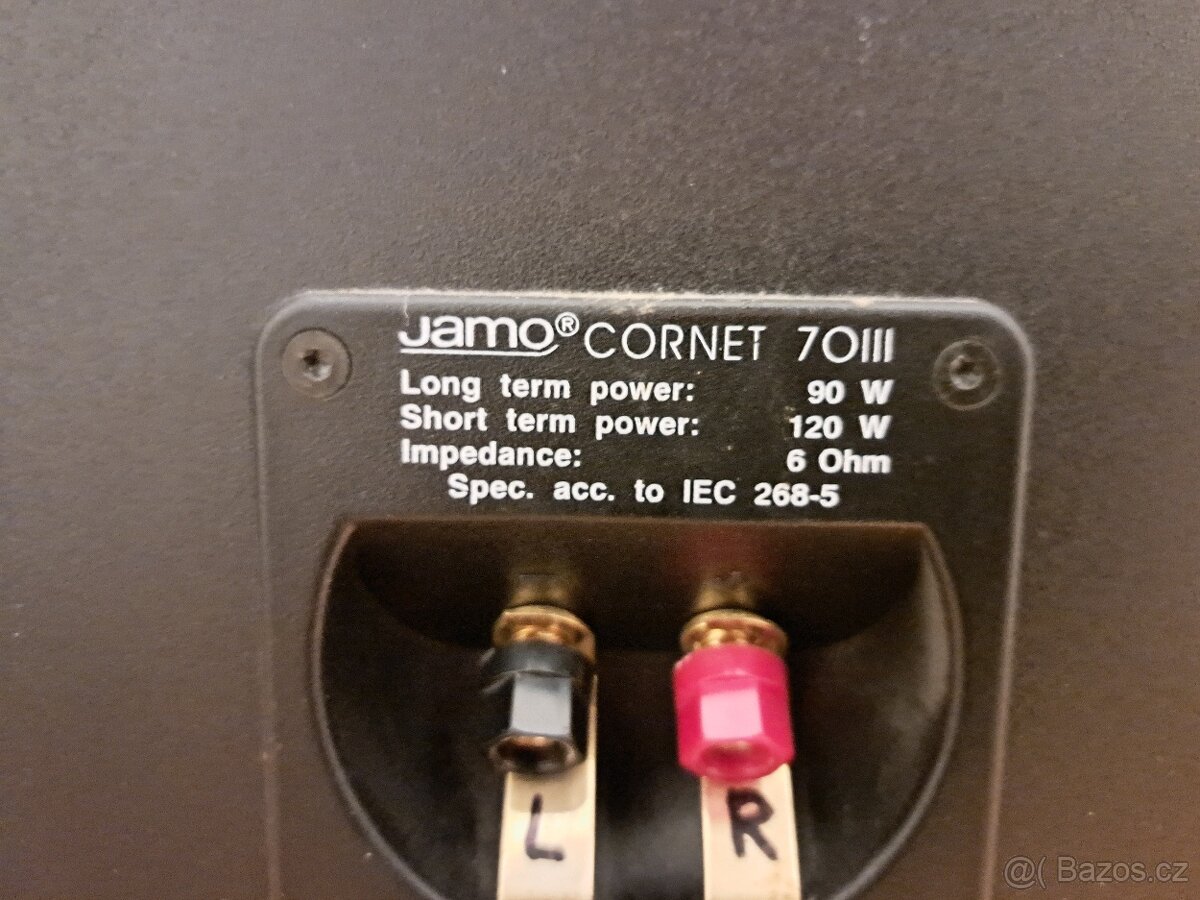 Jamo® CORNET 70III
Long term power: 90 W
Short term power: 120 W
Impedance: 6 Ohm
Spec. acc. to IEC 268-5
L R
@( Bazos.cz